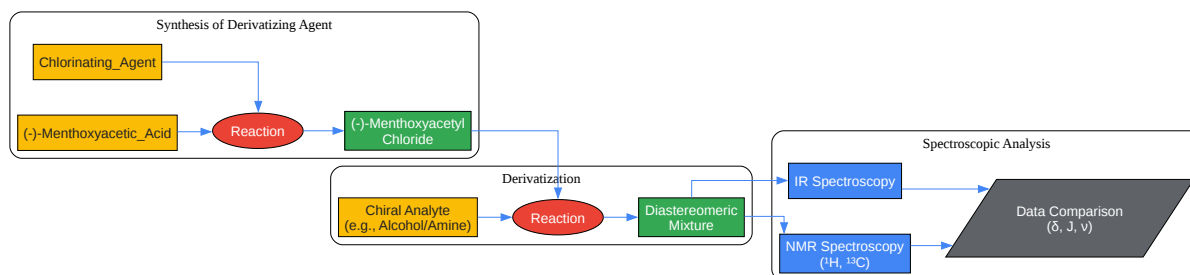 Synthesis of Derivatizing Agent
Chlorinating_Agent
(-)-Menthoxyacetic_Acid
Reaction
(-)-Menthoxyacetyl
Chloride
Derivatization
Chiral Analyte
(e.g., Alcohol/Amine)
Reaction
Diastereomeric
Mixture
Spectroscopic Analysis
IR Spectroscopy
NMR Spectroscopy
(¹H, ¹³C)
Data Comparison
(δ, J, ν)